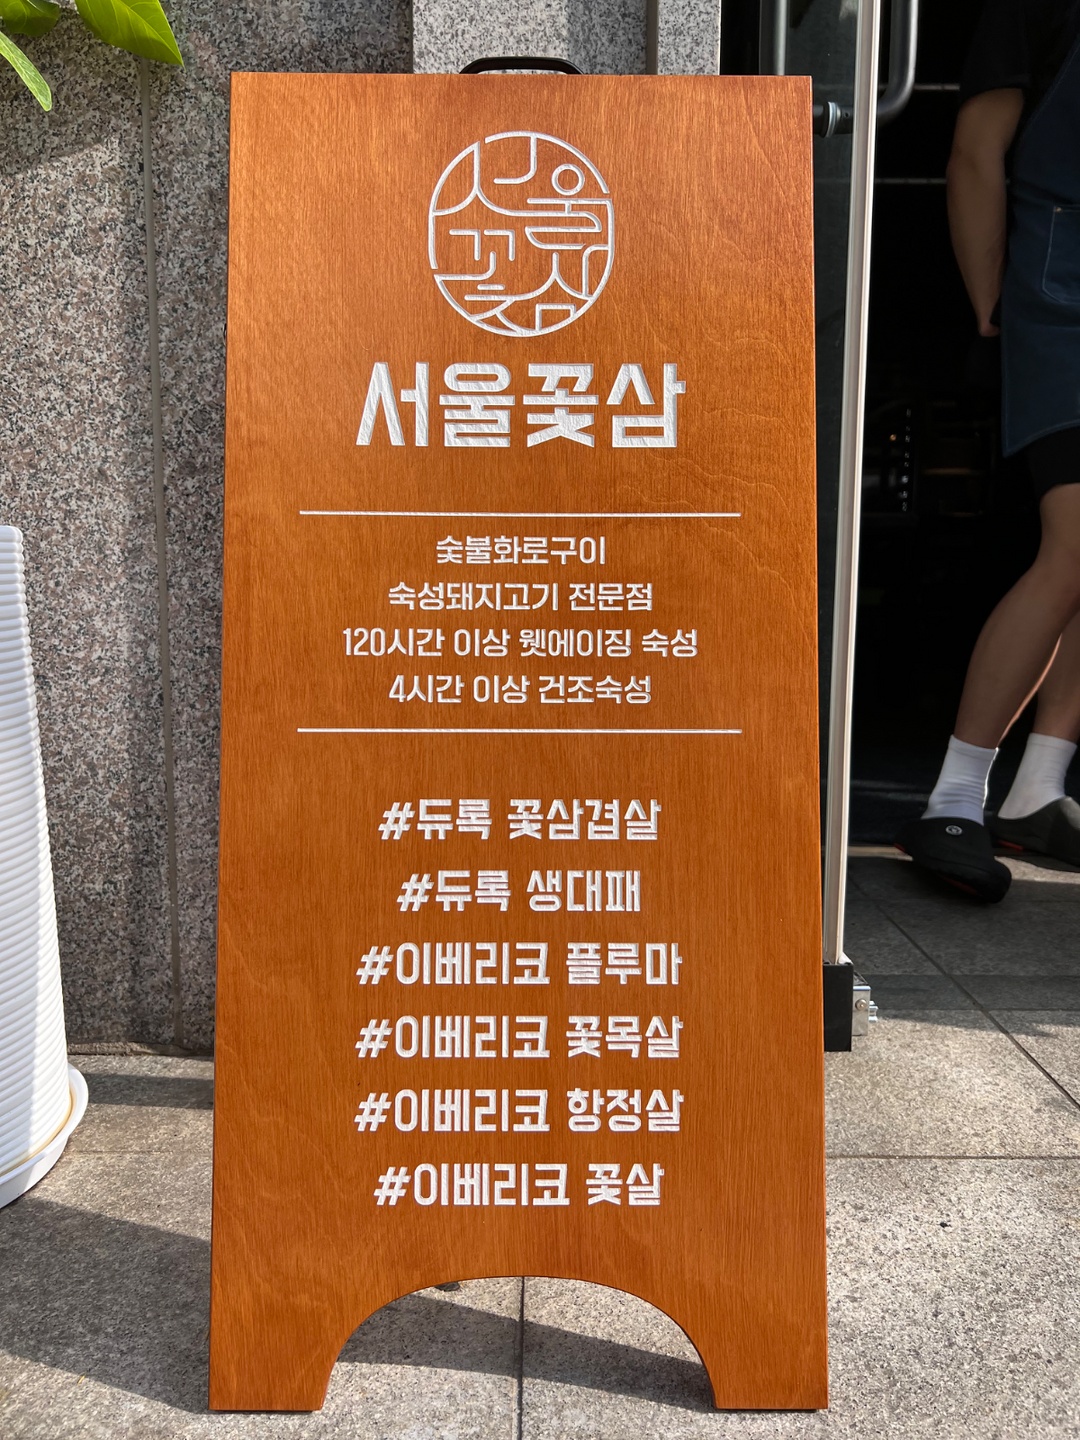 서울꽃삼
서울꽃삼
숯불화로구이
숙성돼지고기 전문점
120시간 이상 웻에이징 숙성
4시간 이상 건조숙성
#듀록 꽃삼겹살
#듀록 생대패
#이베리코 플루마
#이베리코 꽃목살
#이베리코 항정살
#이베리코 꽃살